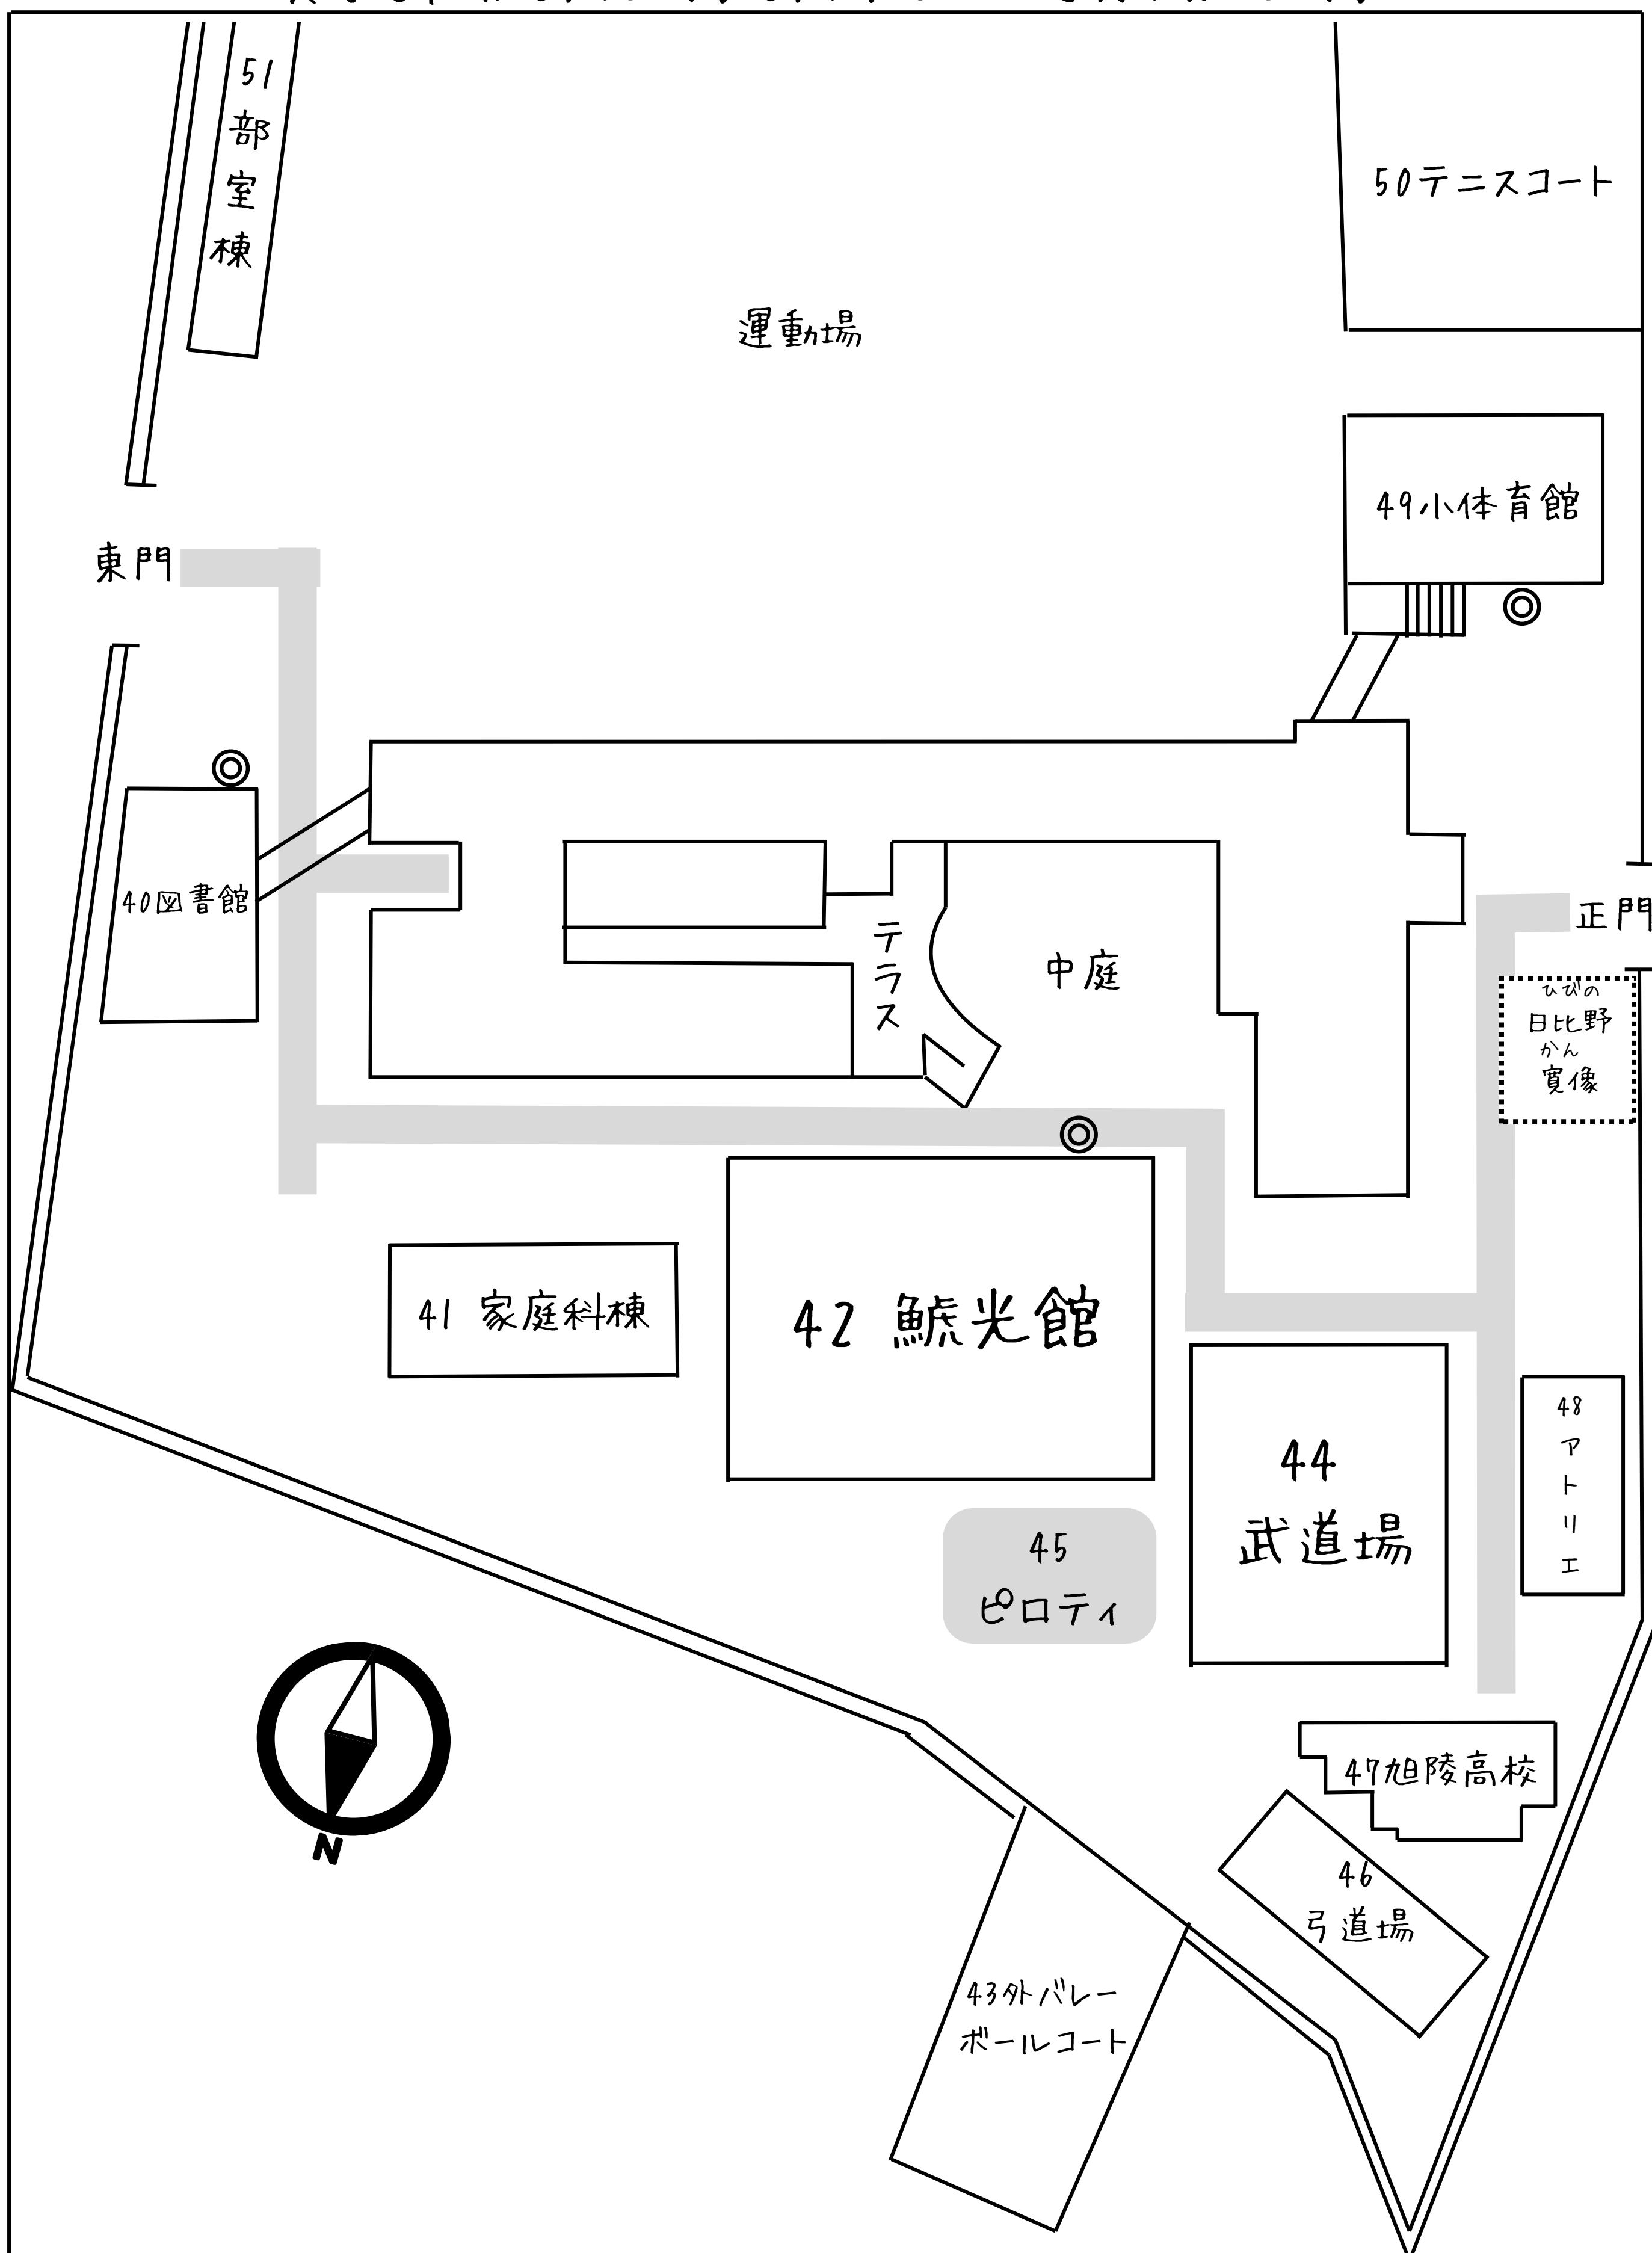 51
部
室
棟
50テニスコート
運動場
49小体育館
東門
40図書館
テ
ラ
ス
中庭
正門
ひびの
日比野
かん
寛像
41 家庭科棟
42 鯱光館
48
ア
ト
リ
エ
44
武道場
45
ピロティ
47旭陵高校
46
弓道場
43外バレー
ボールコート
N